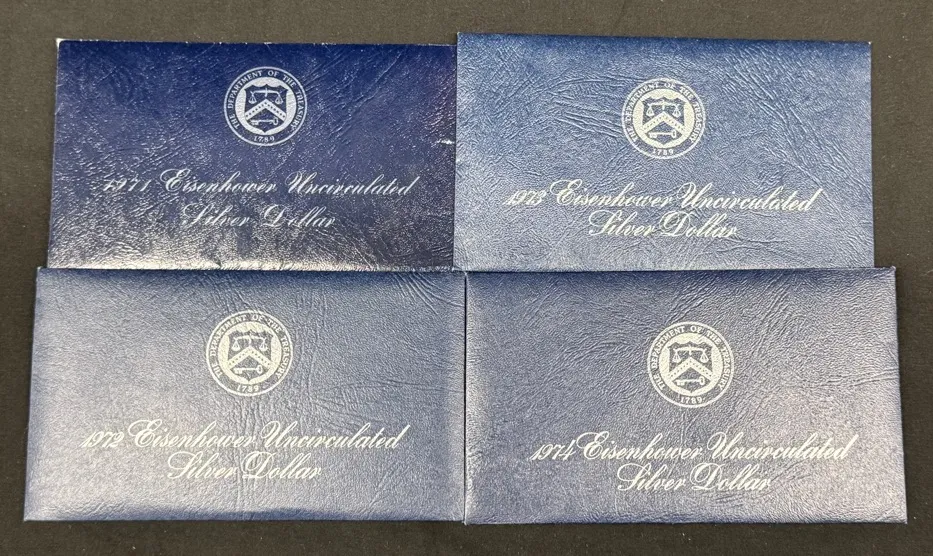 THE DEPARTMENT OF THE TREASURY
1789
1971 Eisenhower Uncirculated
Silver Dollar
THE DEPARTMENT OF THE TREASURY
1789
1973 Eisenhower Uncirculated
Silver Dollar
THE DEPARTMENT OF THE TREASURY
1789
1972 Eisenhower Uncirculated
Silver Dollar
THE DEPARTMENT OF THE TREASURY
1789
1974 Eisenhower Uncirculated
Silver Dollar